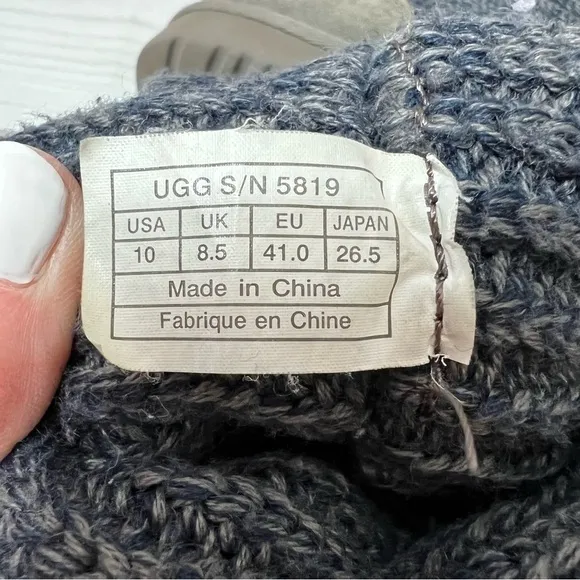 UGG S/N 5819
USA UK EU JAPAN
10 8.5 41.0 26.5
Made in China
Fabrique en Chine